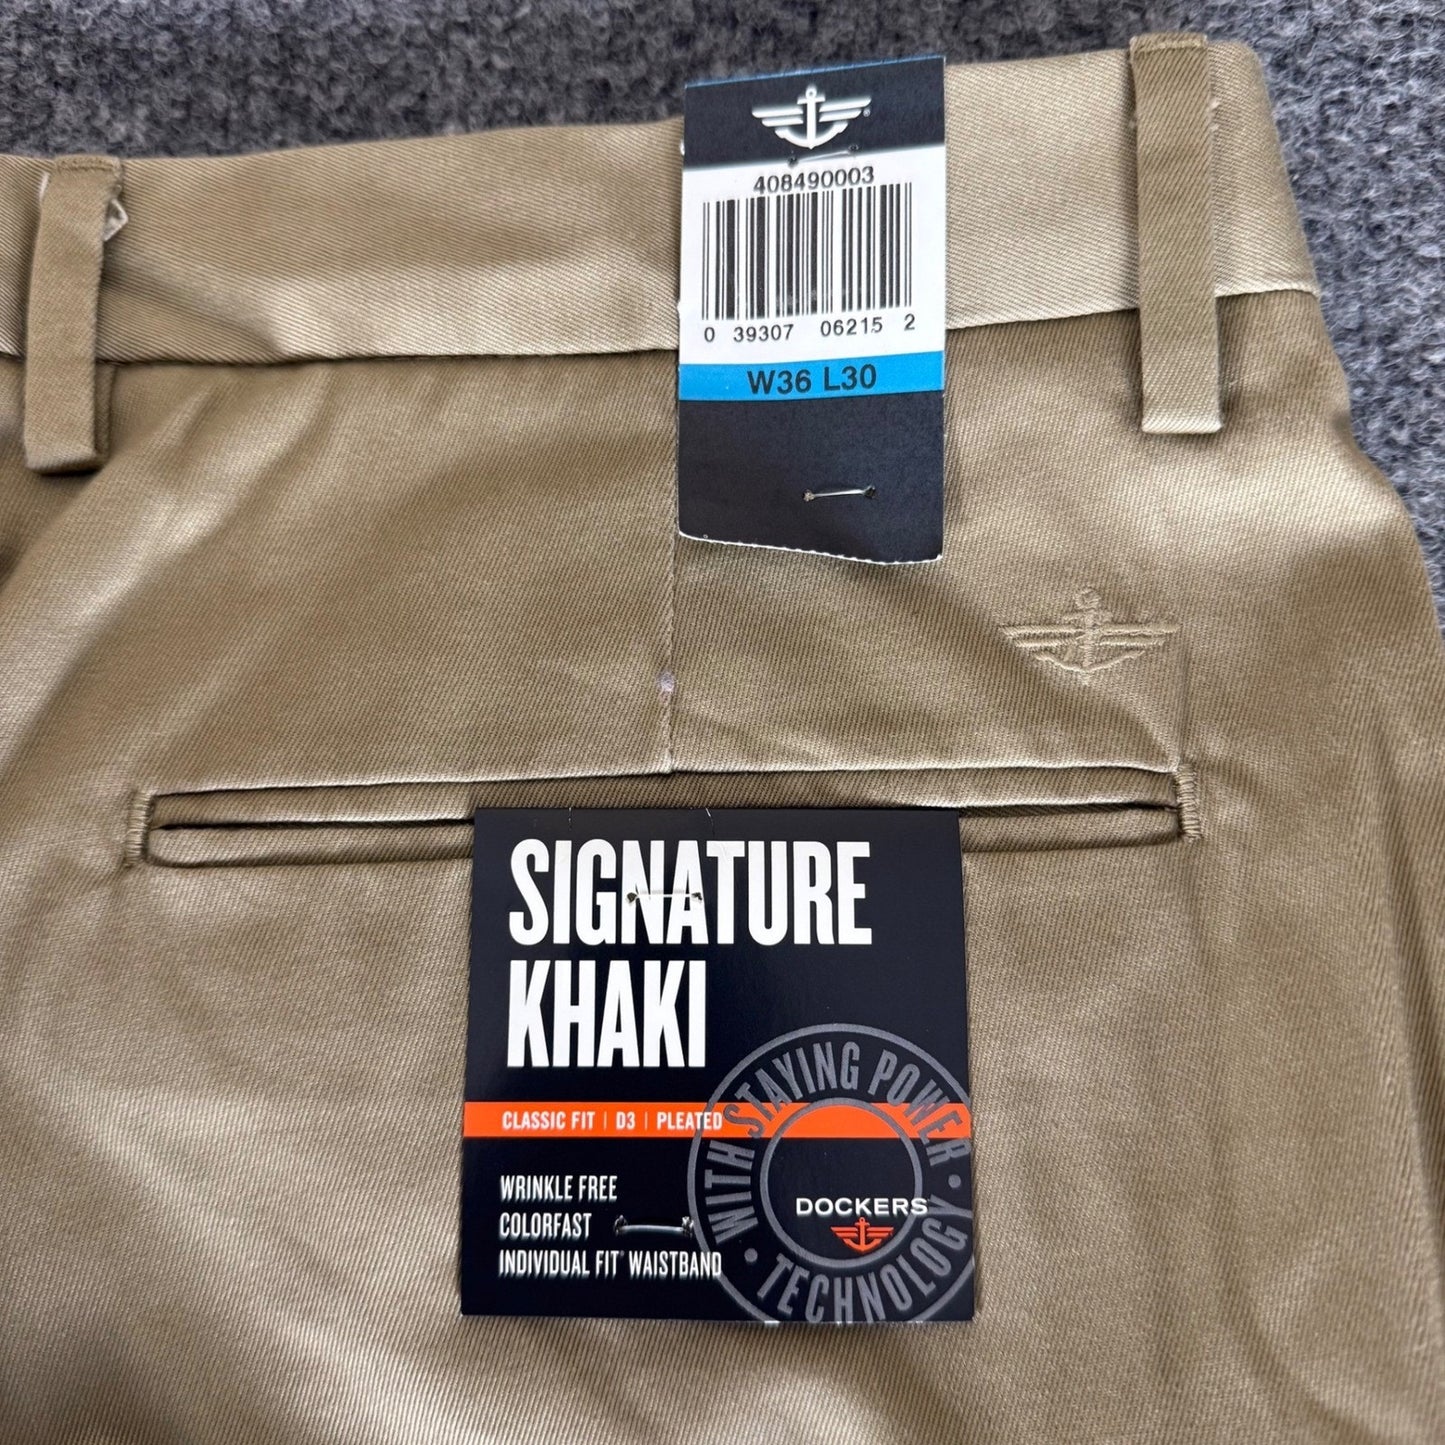 408490003
0 39307 06215 2
W36 L30
SIGNATURE
KHAKI
CLASSIC FIT | D3 | PLEATED
WRINKLE FREE
COLORFAST
INDIVIDUAL FIT® WAISTBAND
WITH STAYING POWER
• TECHNOLOGY •
DOCKERS